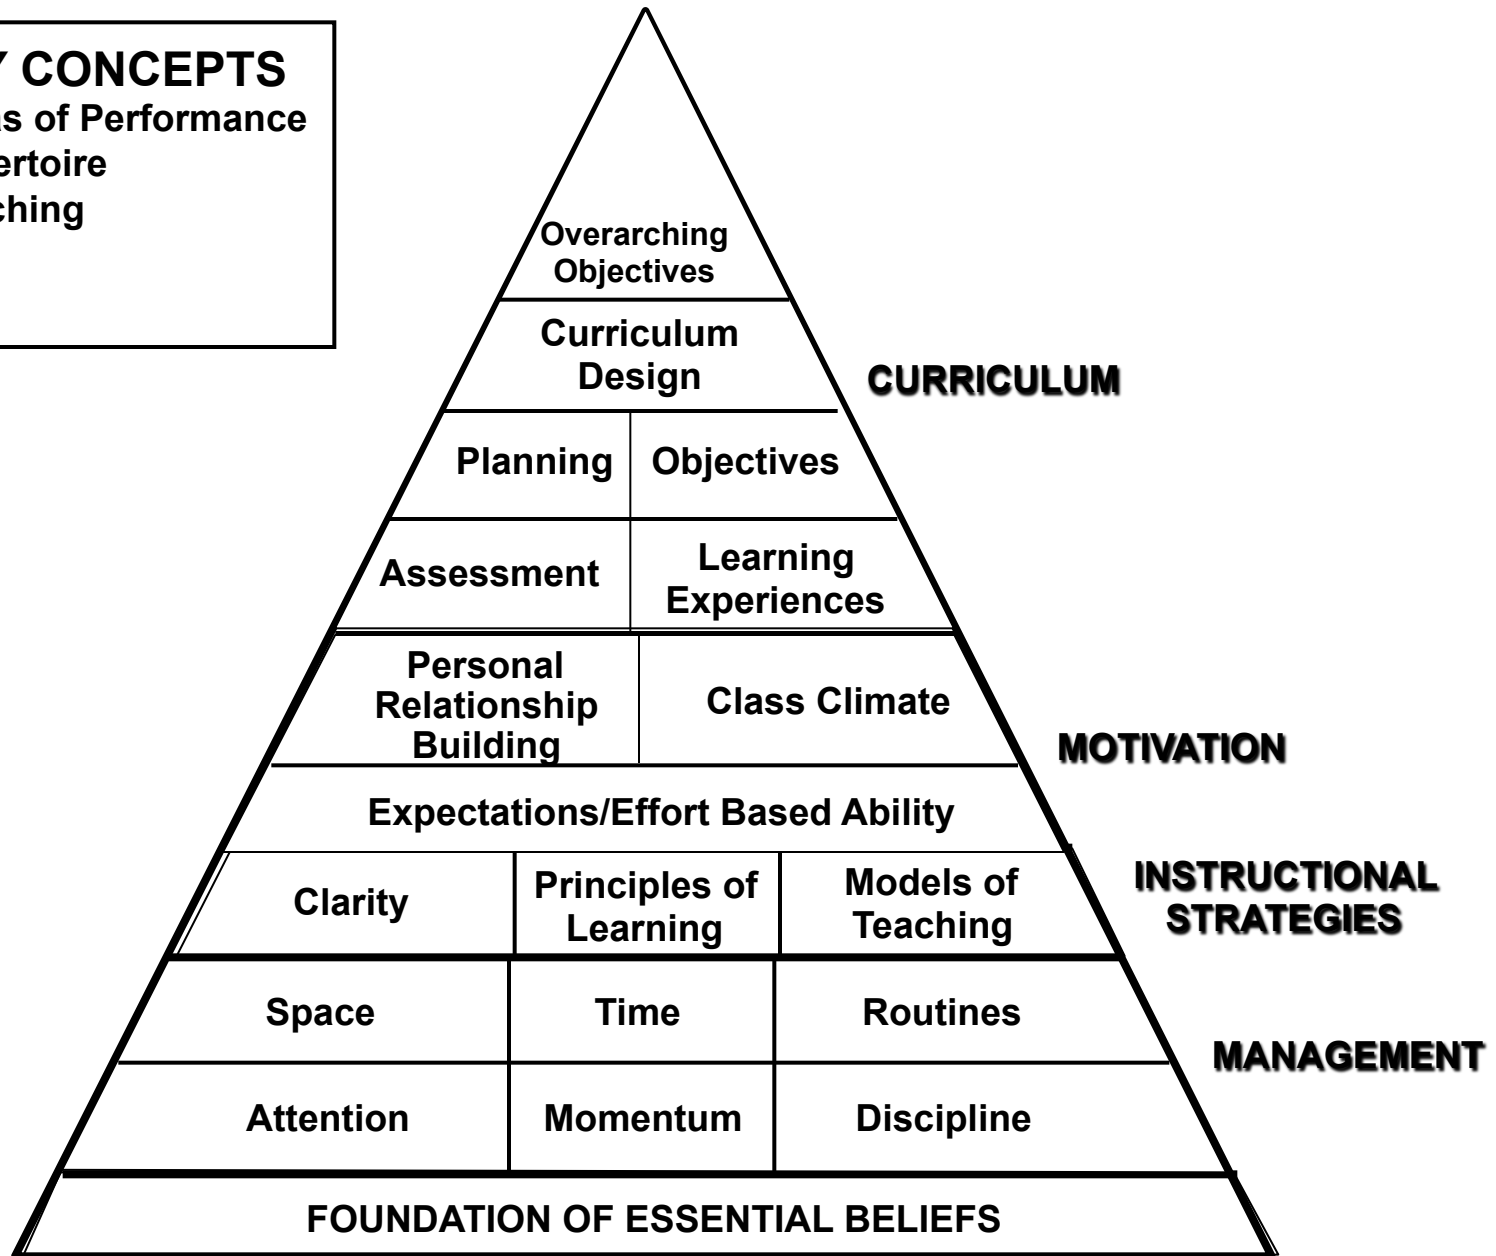 Y CONCEPTS
as of Performance
ertoire
ching
Overarching
Objectives
Curriculum
Design
CURRICULUM
Planning
Objectives
Assessment
Learning
Experiences
Personal
Relationship
Building
Class Climate
MOTIVATION
Expectations/Effort Based Ability
Clarity
Principles of
Learning
Models of
Teaching
INSTRUCTIONAL
STRATEGIES
Space
Time
Routines
MANAGEMENT
Attention
Momentum
Discipline
FOUNDATION OF ESSENTIAL BELIEFS